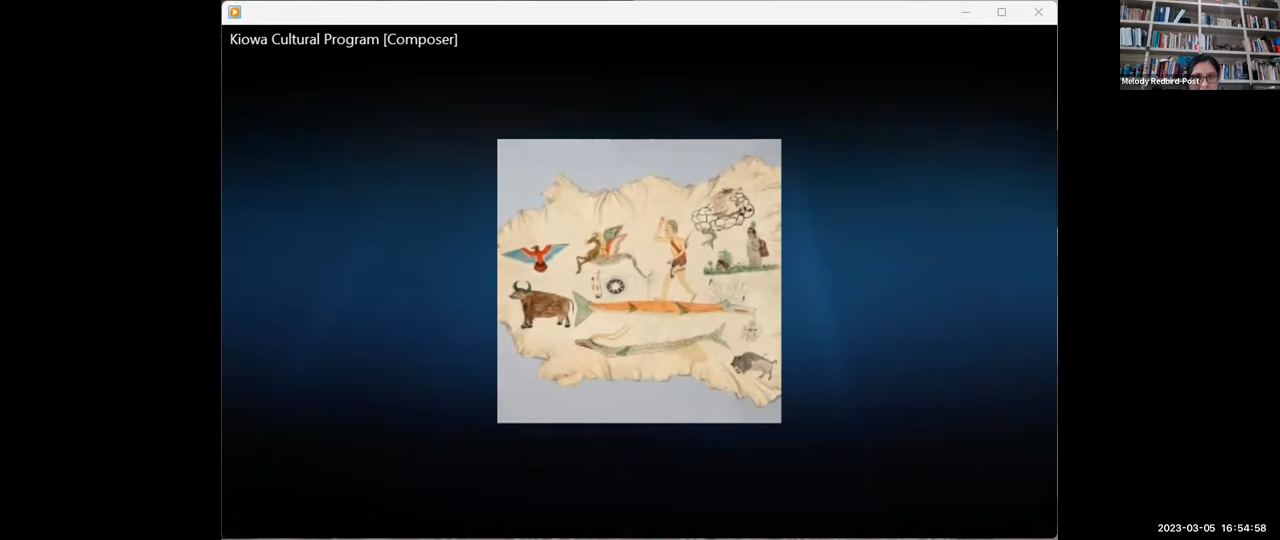 Kiowa Cultural Program [Composer]
Melody Redbird-Post
2023-03-05 16:54:58